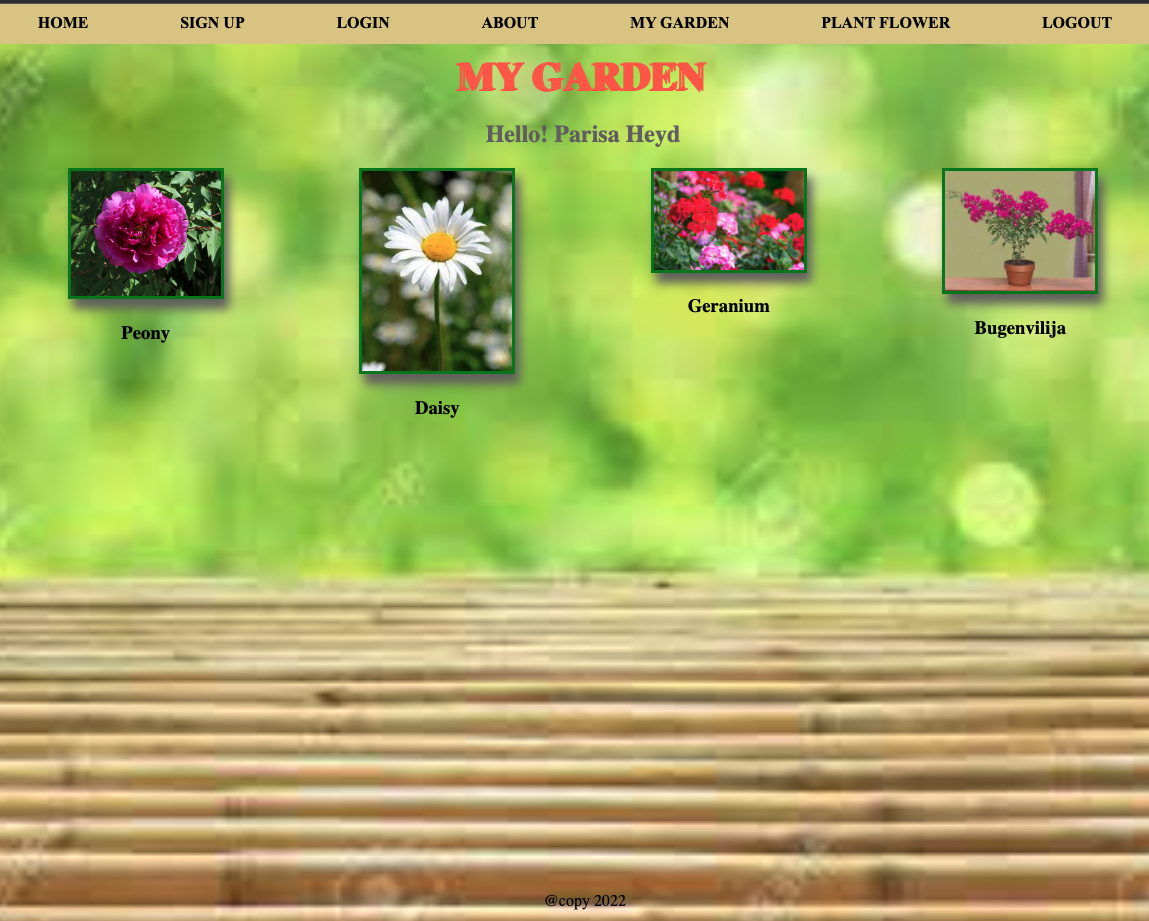 HOME SIGN UP LOGIN ABOUT MY GARDEN PLANT FLOWER LOGOUT
MY GARDEN
Hello! Parisa Heyd
Peony
Daisy
Geranium
Bugenvilija
@copy 2022